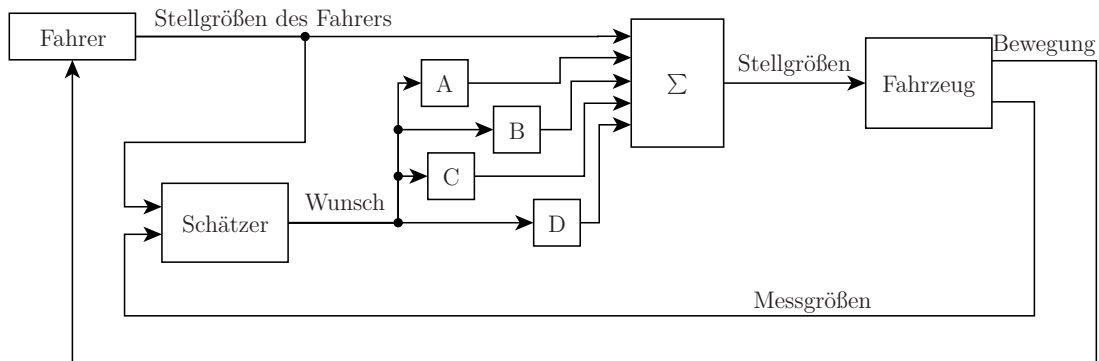 Stellgrößen des Fahrers
Fahrer
Bewegung
A
Σ
Stellgrößen
Fahrzeug
B
C
Wunsch
Schätzer
D
Messgrößen